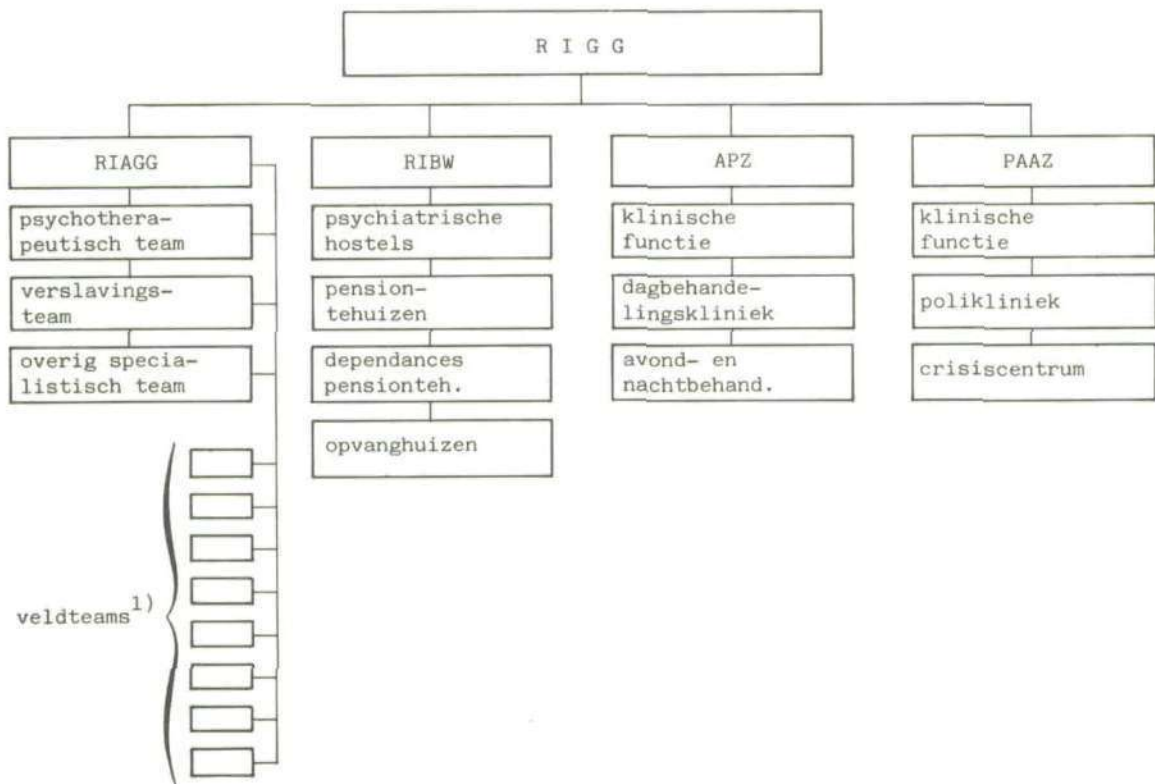 R I G G
RIAGG
psychothera-
peutisch team
verslavings-
team
overig specia-
listisch team
veldteams1)
RIBW
psychiatrische
hostels
pension-
tehuizen
dependances
pensionteh.
opvanghuizen
APZ
klinische
functie
dagbehande-
lingskliniek
avond- en
nachtbehand.
PAAZ
klinische
functie
polikliniek
crisiscentrum